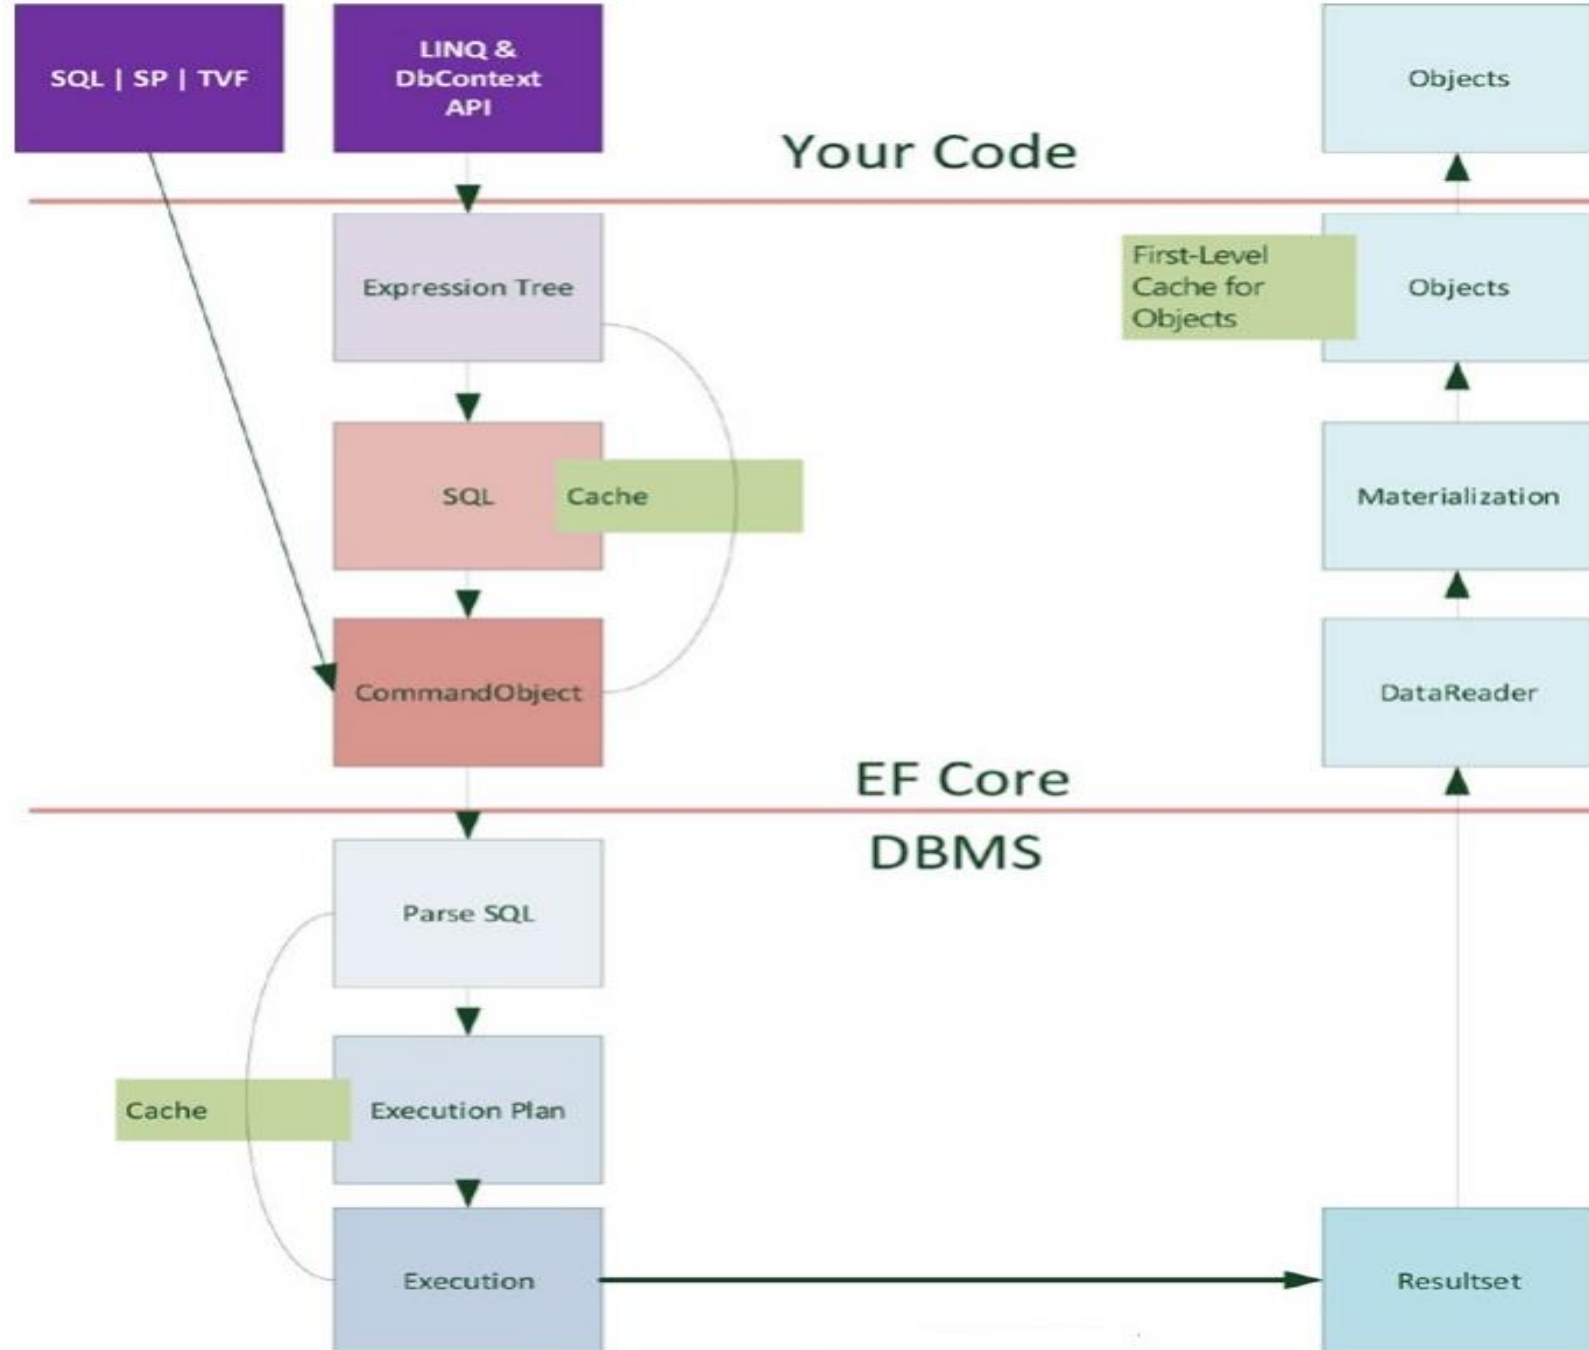 SQL | SP | TVF
LINQ &
DbContext
API
Objects
Your Code
Expression Tree
First-Level
Cache for
Objects
Objects
SQL
Cache
Materialization
CommandObject
DataReader
EF Core
DBMS
Parse SQL
Cache
Execution Plan
Execution
Resultset